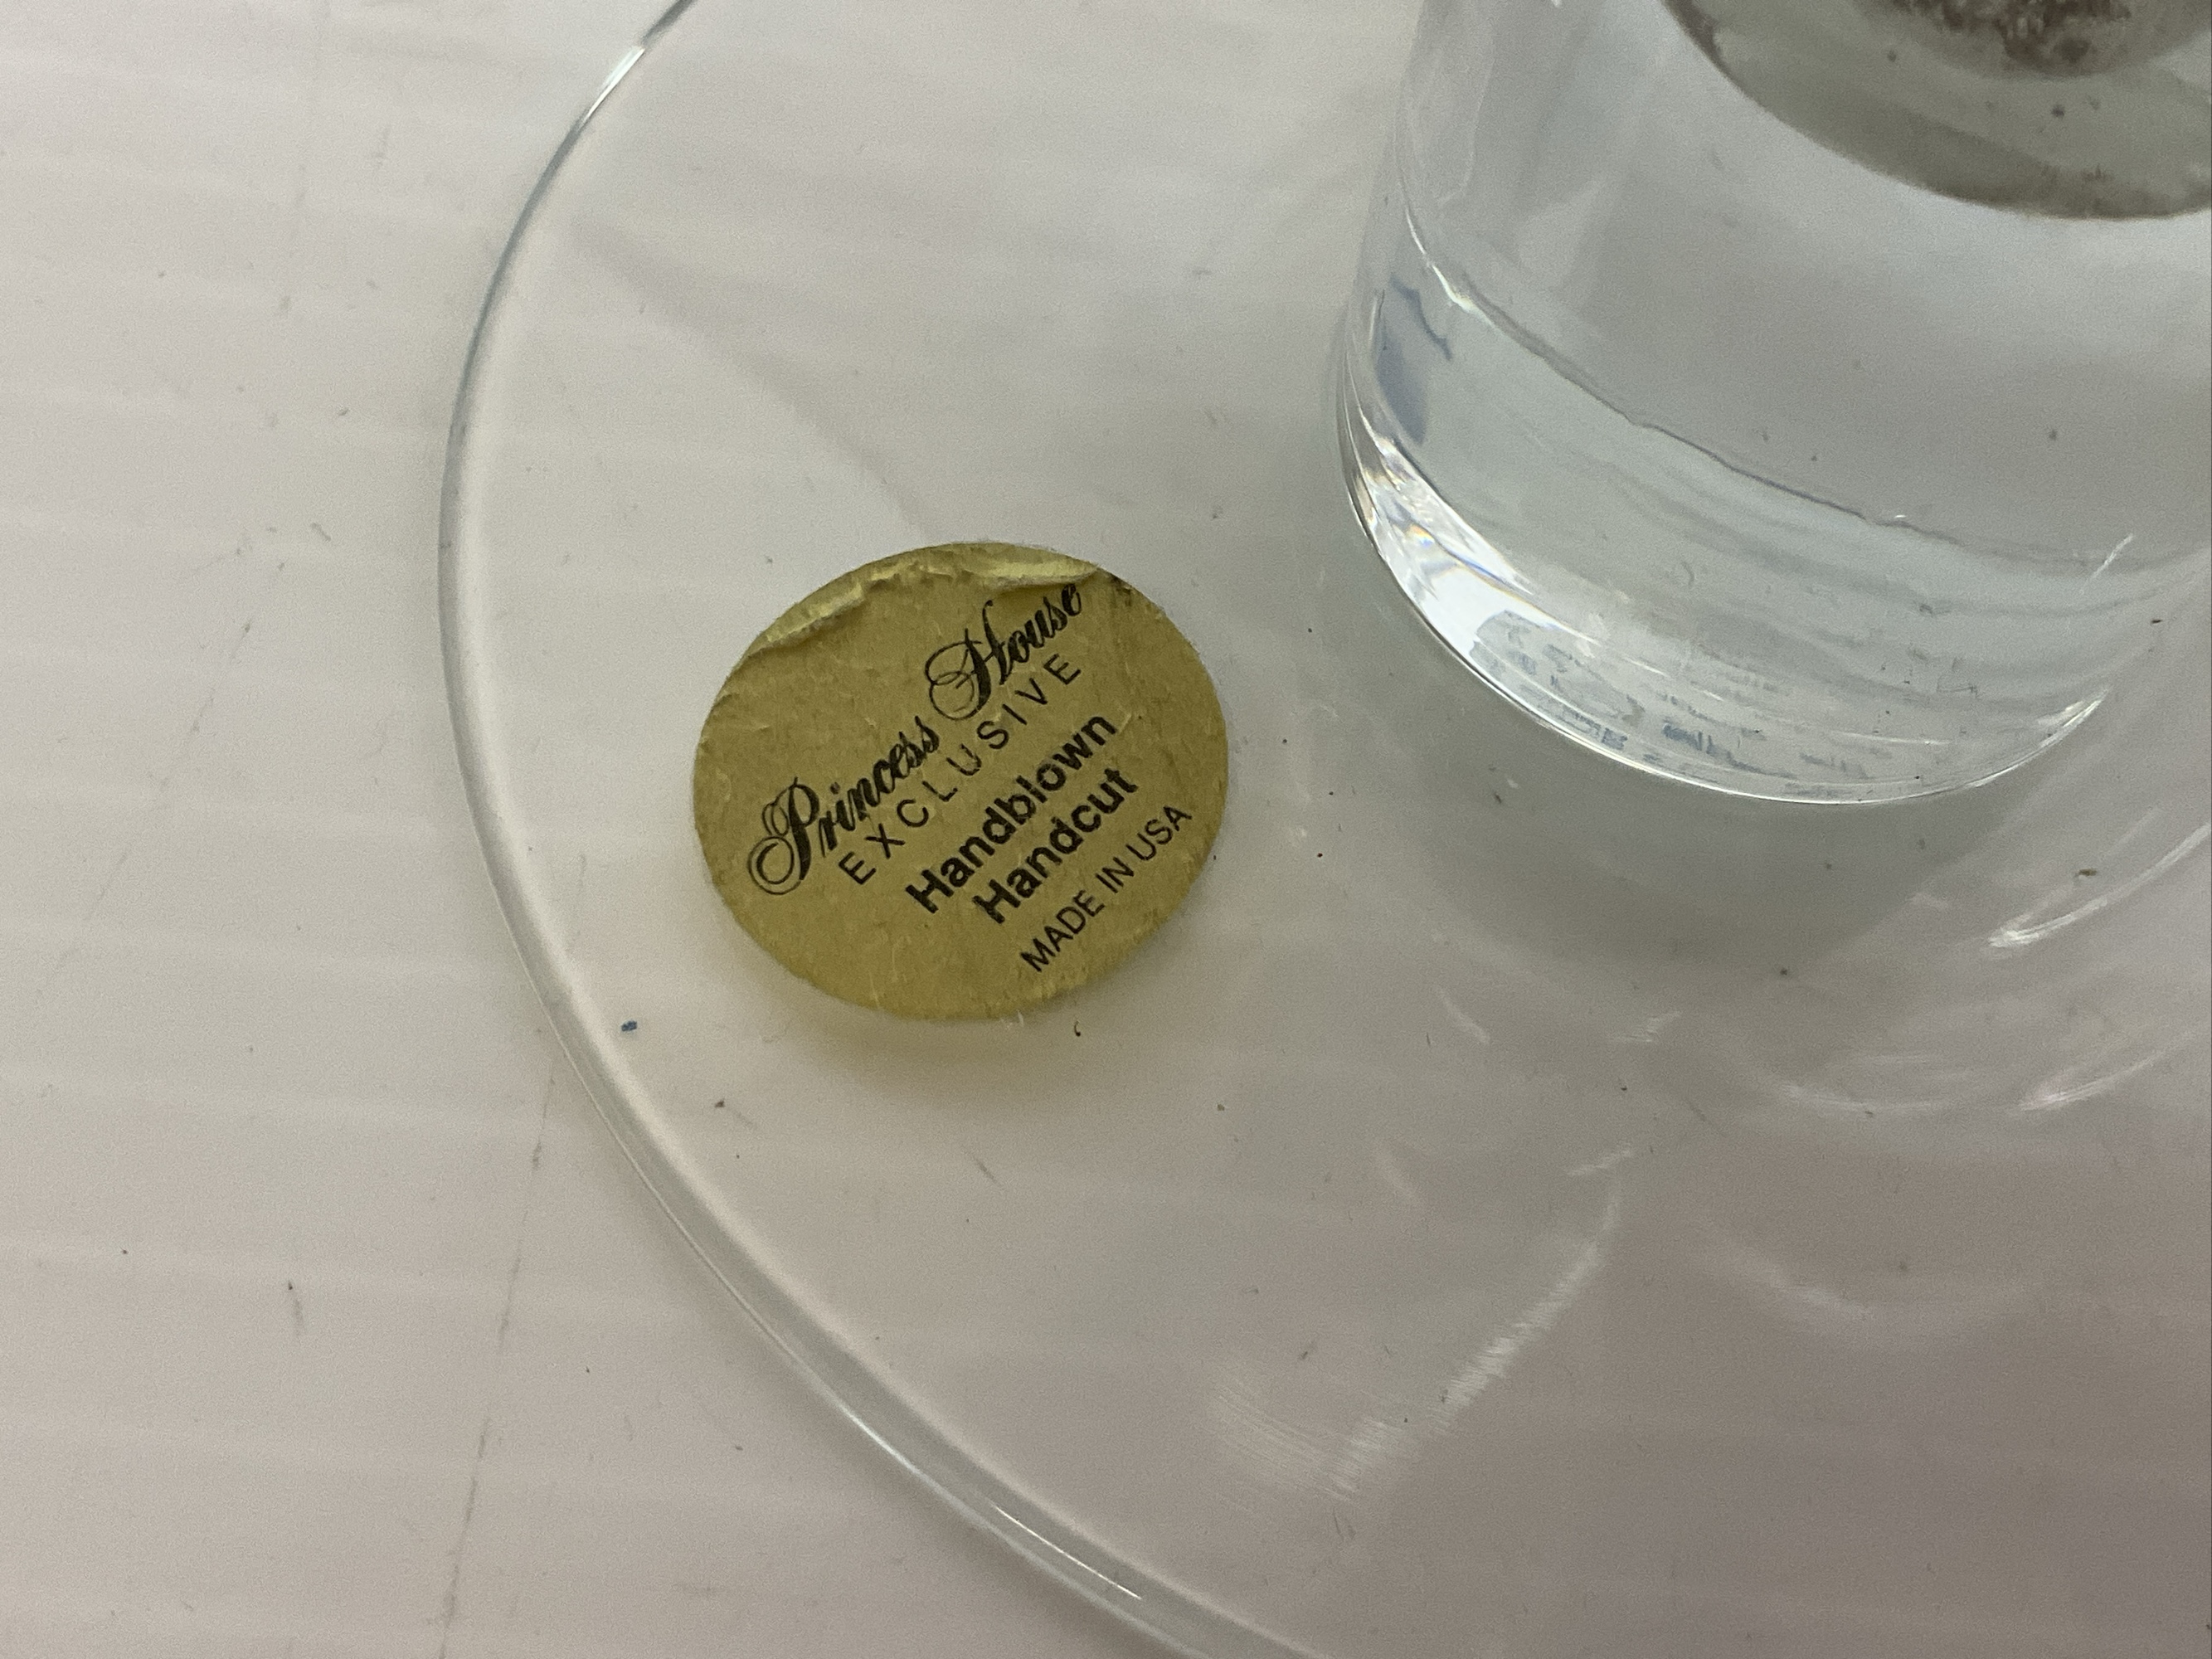 Princess House
EXCLUSIVE
Handblown
Handcut
MADE IN USA